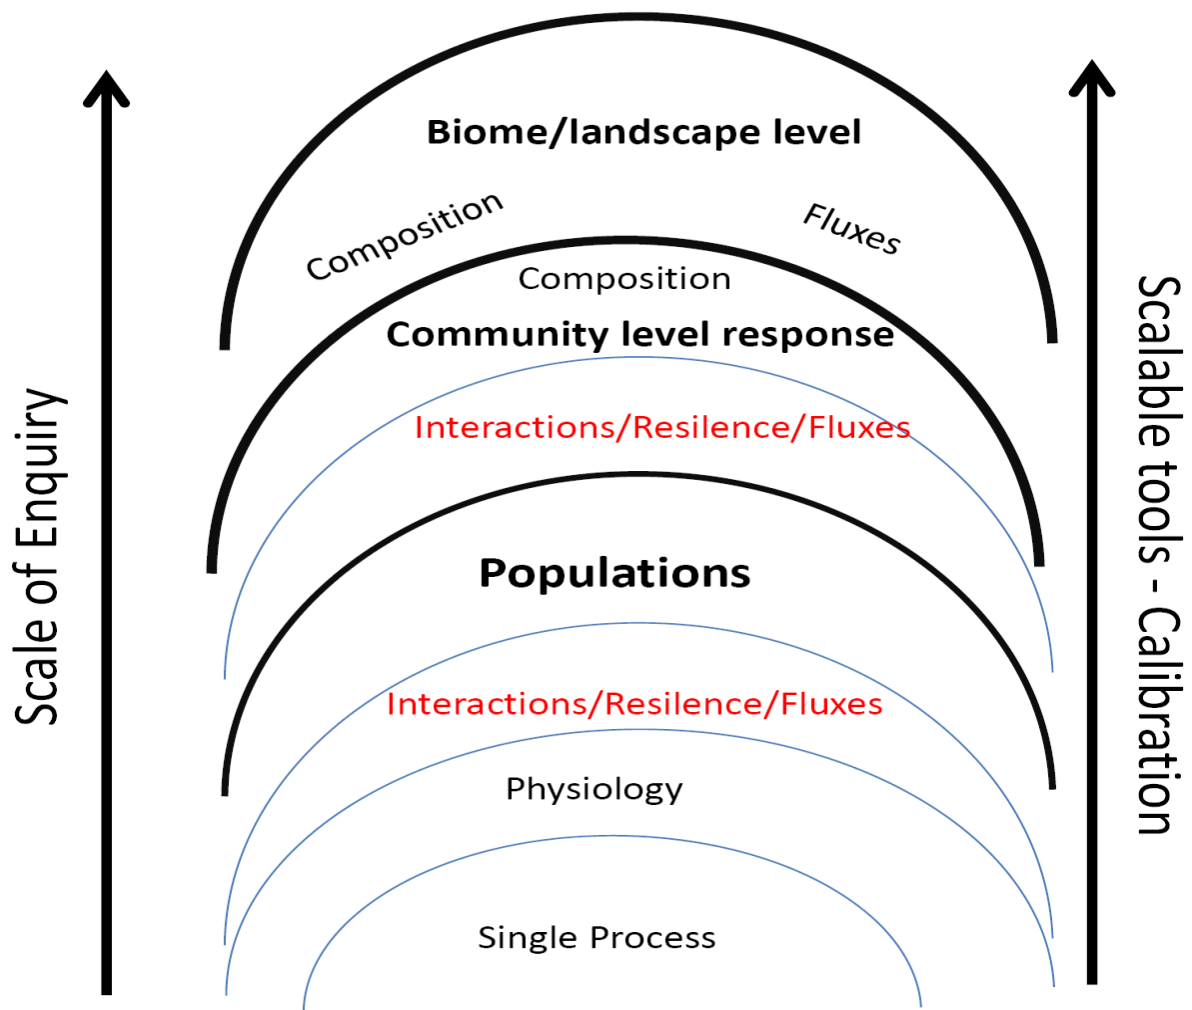 Biome/landscape level
Composition
Fluxes
Composition
Community level response
Interactions/Resilence/Fluxes
Populations
Interactions/Resilence/Fluxes
Physiology
Single Process
Scale of Enquiry
Scalable tools - Calibration